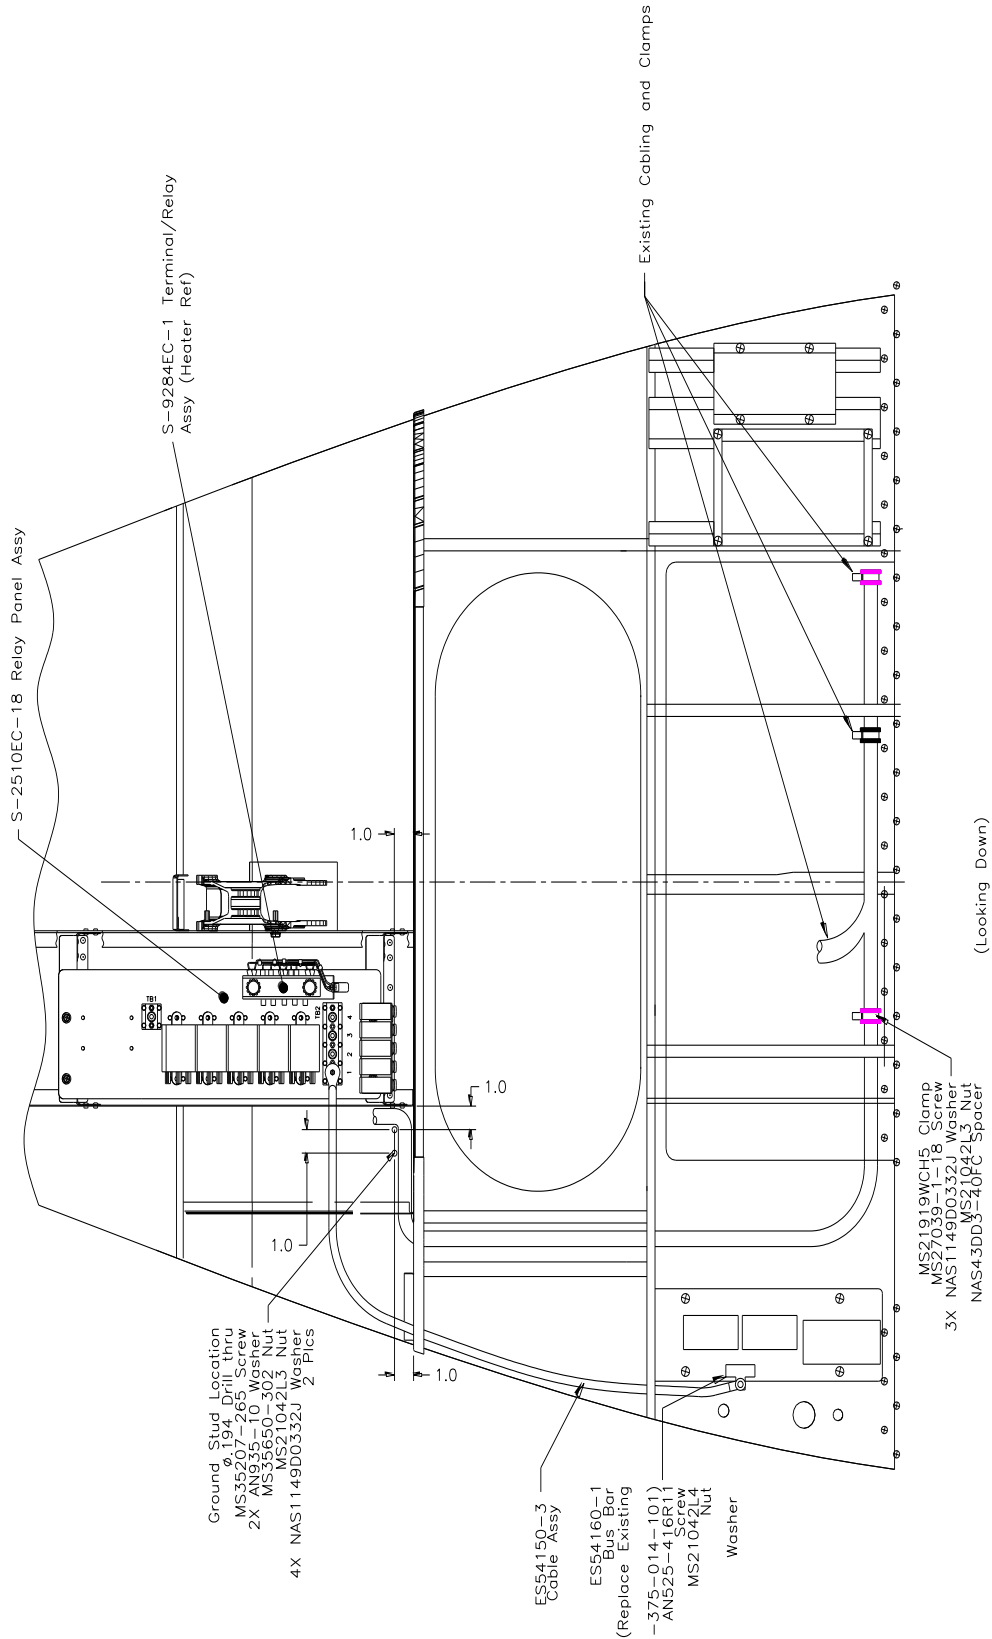 S-2510EC-18 Relay Panel Assy
S-9284EC-1 Terminal/Relay
Assy (Heater Ref)
Existing Cabling and Clamps
TB1
TB2
1 2 3 4
1.0
1.0
1.0
1.0
Ground Stud Location
ø.194 Drill thru
MS35207-265 Screw
2X AN935-10 Washer
MS35650-302 Nut
MS21042L3 Nut
4X NAS1149D0332J Washer
2 Plcs
ES54150-3
Cable Assy
ES54160-1
Bus Bar
(Replace Existing
-375-014-101)
AN525-416R11
Screw
MS21042L4
Nut
Washer
MS21919WCH5 Clamp
MS27039-1-18 Screw
3X NAS1149D0332J Washer
MS21042L3 Nut
NAS43DD3-40FC Spacer
(Looking Down)